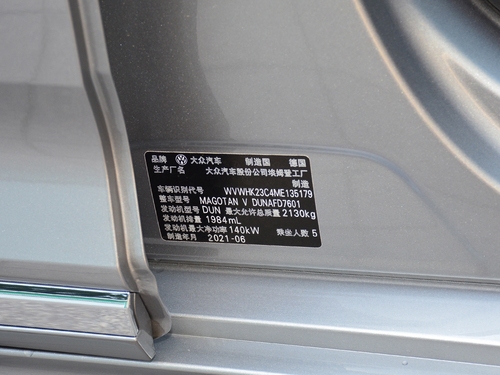 品牌 大众汽车 制造国 德国
生产厂名 大众汽车股份公司埃姆登工厂
制造
车辆识别代号 WVWHK23C4ME135179
整车型号 MAGOTAN V DUNAFD7601
发动机型号 DUN 最大允许总质量 2130kg
发动机排量 1984mL
发动机最大净功率 140kW 乘坐人数 5
制造年月 2021-06